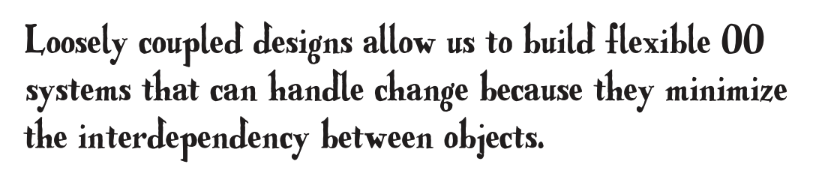 Loosely coupled designs allow us to build flexible OO
systems that can handle change because they minimize
the interdependency between objects.